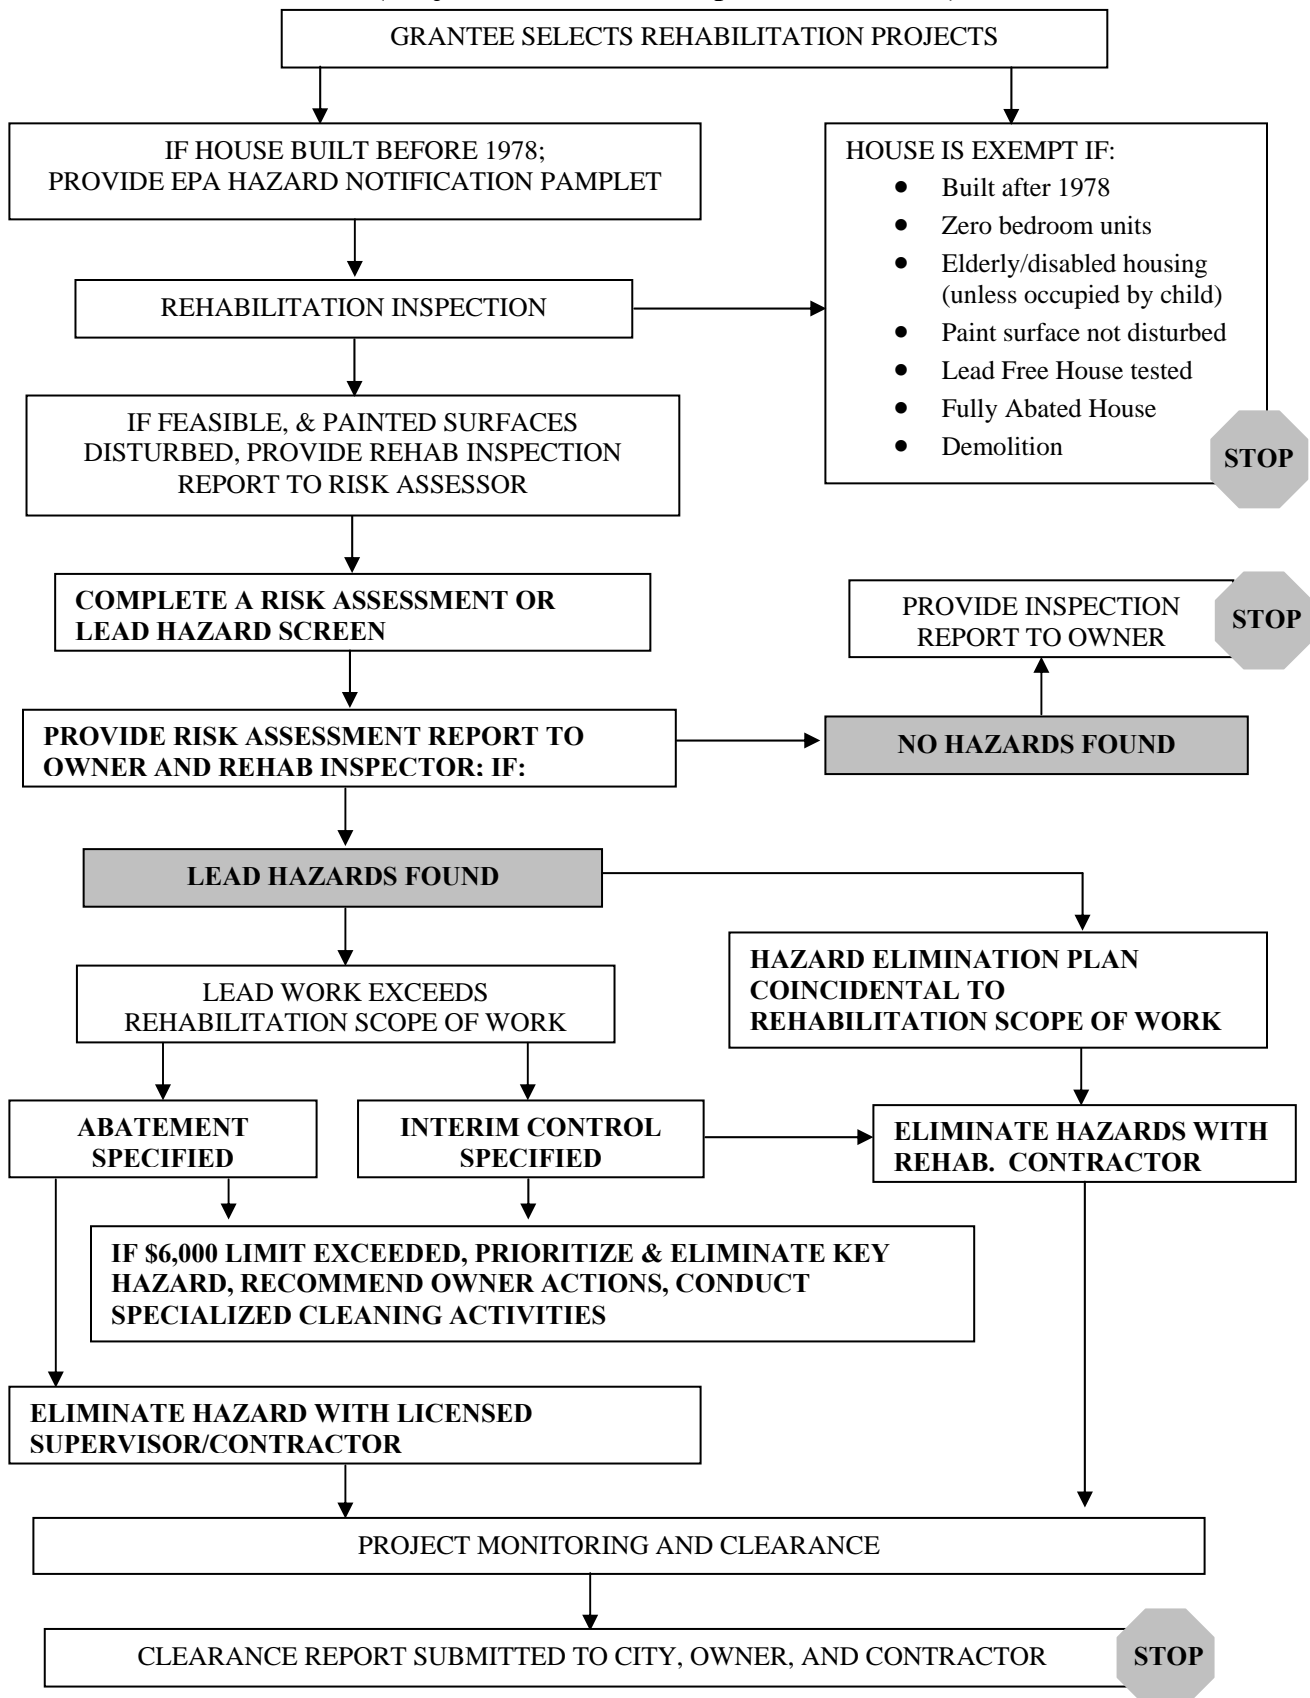 GRANTEE SELECTS REHABILITATION PROJECTS
IF HOUSE BUILT BEFORE 1978;
PROVIDE EPA HAZARD NOTIFICATION PAMPLET
HOUSE IS EXEMPT IF:
● Built after 1978
● Zero bedroom units
● Elderly/disabled housing
(unless occupied by child)
● Paint surface not disturbed
● Lead Free House tested
● Fully Abated House
● Demolition
STOP
REHABILITATION INSPECTION
IF FEASIBLE, & PAINTED SURFACES
DISTURBED, PROVIDE REHAB INSPECTION
REPORT TO RISK ASSESSOR
COMPLETE A RISK ASSESSMENT OR
LEAD HAZARD SCREEN
PROVIDE INSPECTION
REPORT TO OWNER
STOP
PROVIDE RISK ASSESSMENT REPORT TO
OWNER AND REHAB INSPECTOR; IF:
NO HAZARDS FOUND
LEAD HAZARDS FOUND
LEAD WORK EXCEEDS
REHABILITATION SCOPE OF WORK
HAZARD ELIMINATION PLAN
COINCIDENTAL TO
REHABILITATION SCOPE OF WORK
ABATEMENT
SPECIFIED
INTERIM CONTROL
SPECIFIED
ELIMINATE HAZARDS WITH
REHAB. CONTRACTOR
IF $6,000 LIMIT EXCEEDED, PRIORITIZE & ELIMINATE KEY
HAZARD, RECOMMEND OWNER ACTIONS, CONDUCT
SPECIALIZED CLEANING ACTIVITIES
ELIMINATE HAZARD WITH LICENSED
SUPERVISOR/CONTRACTOR
PROJECT MONITORING AND CLEARANCE
CLEARANCE REPORT SUBMITTED TO CITY, OWNER, AND CONTRACTOR
STOP